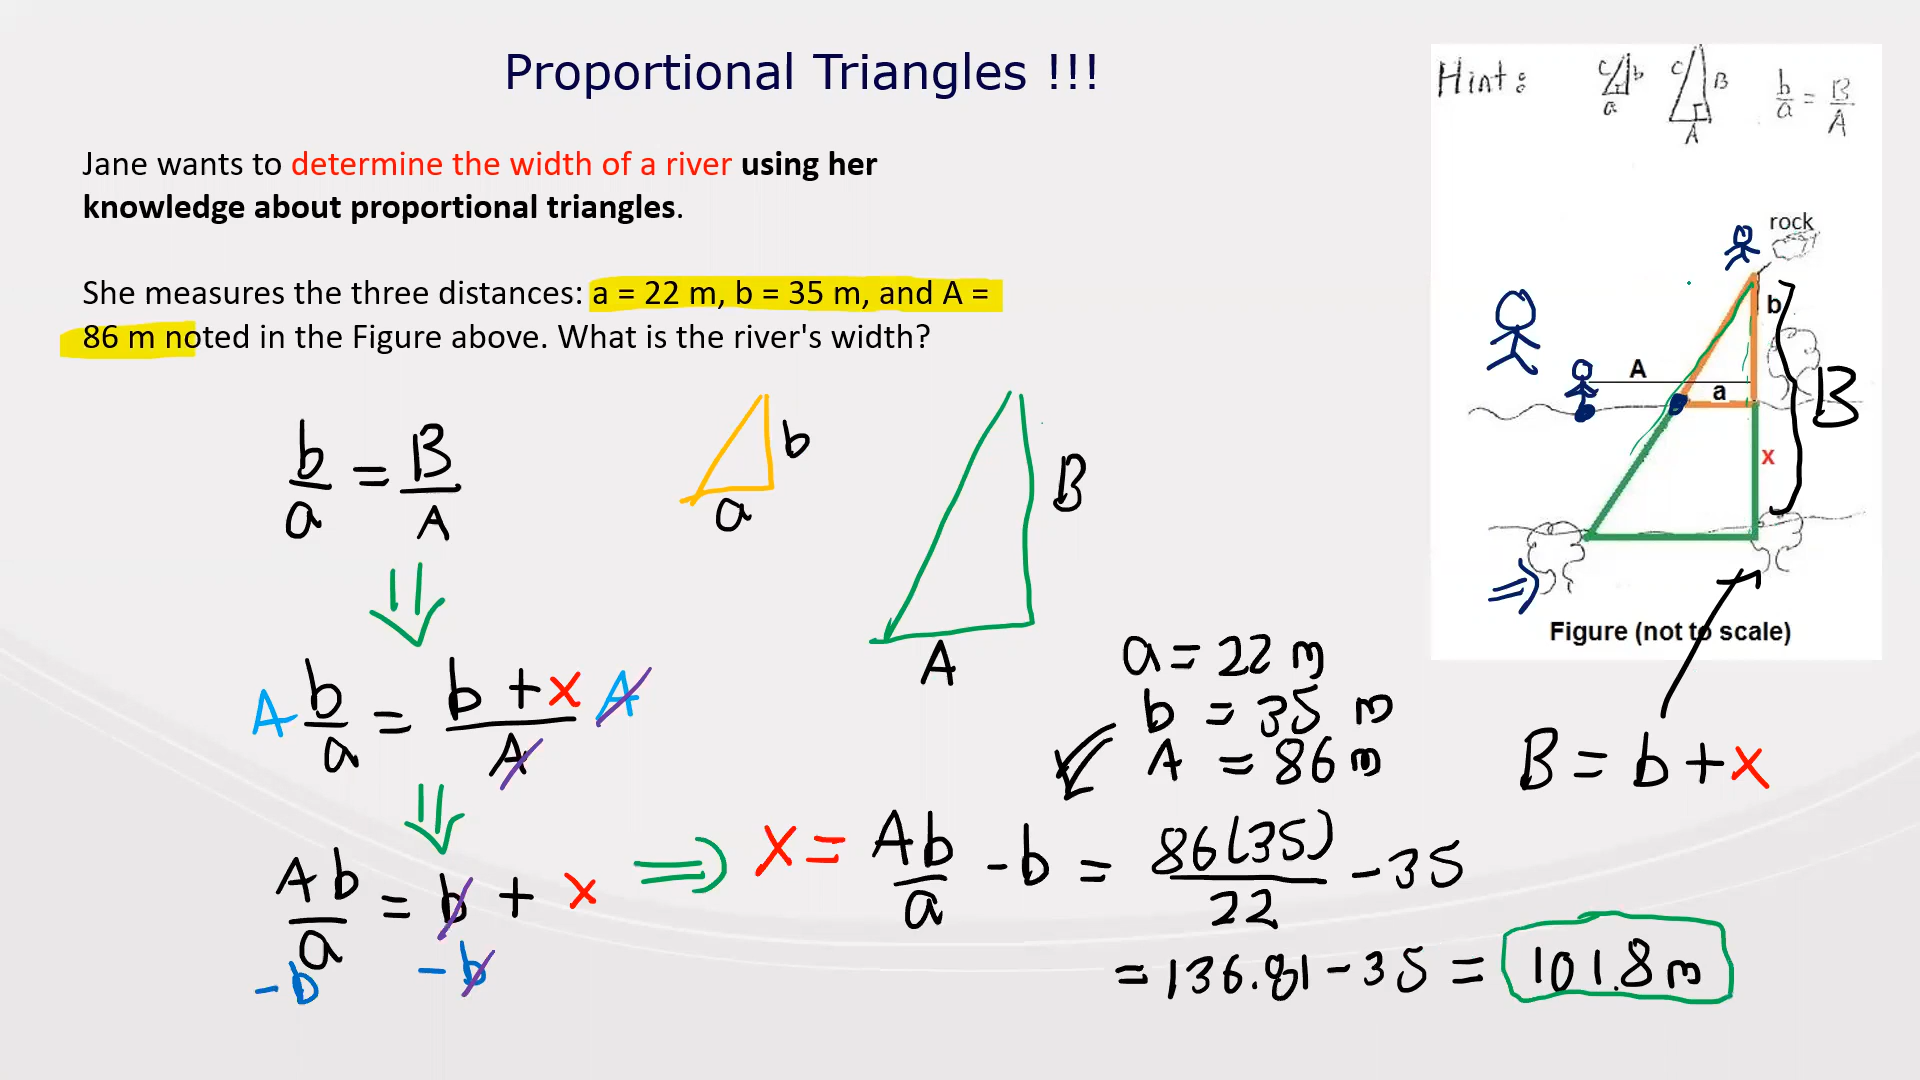 Proportional Triangles !!!
Jane wants to determine the width of a river using her
knowledge about proportional triangles.
She measures the three distances: a = 22 m, b = 35 m, and A =
86 m noted in the Figure above. What is the river's width?
Hint:
c b a
c B A
b/a = B/A
rock
b
A
a
B
x
Figure (not to scale)
b/a = B/A
b
a
B
A
A b/a = b + x/A A
Ab/a = b + x
-b -b
a = 22 m
b = 35 m
A = 86 m
B = b + x
⇒ x = Ab/a - b = 86(35)/22 - 35
= 136.81 - 35 = 101.8 m